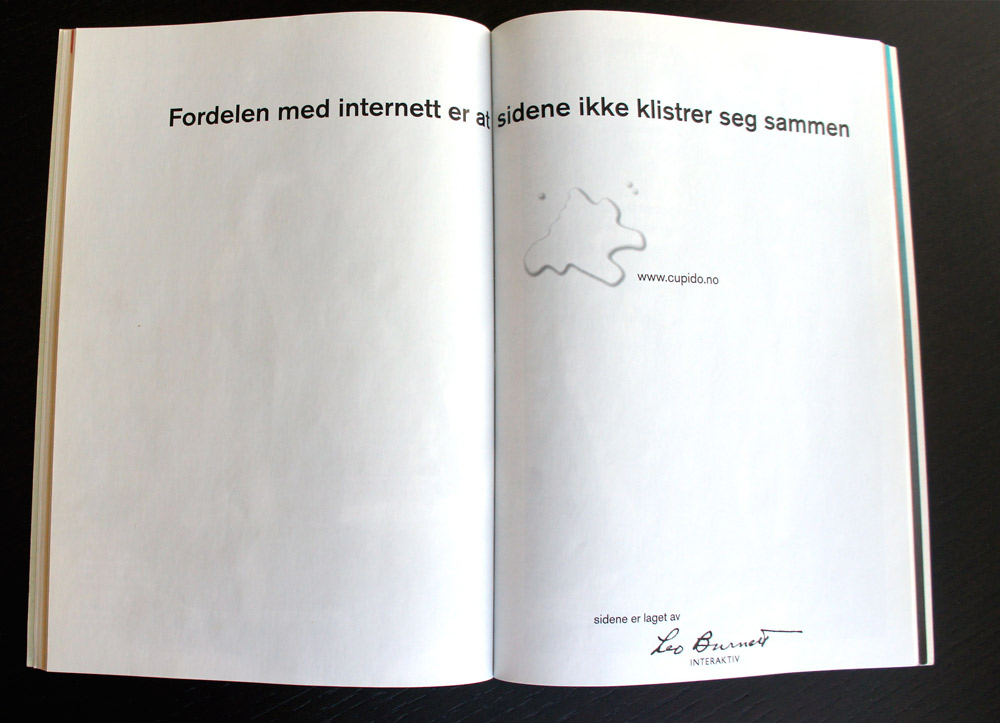 Fordelen med internett er at sidene ikke klistrer seg sammen
www.cupido.no
sidene er laget av
Leo Burnett
INTERAKTIV